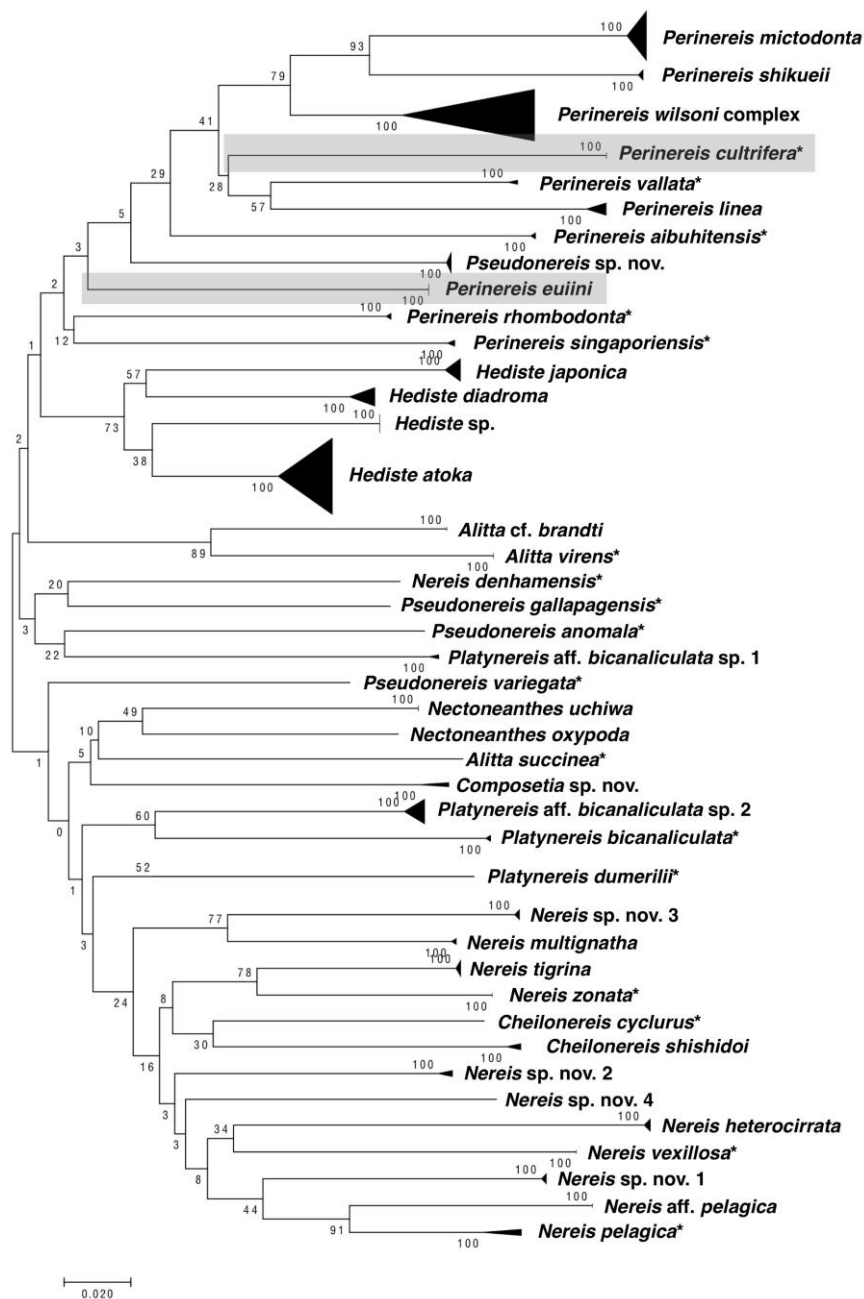 100 Perinereis mictodonta
93
100 Perinereis shikueii
79
100 Perinereis wilsoni complex
41
100 Perinereis cultrifera*
28
100 Perinereis vallata*
57
100 Perinereis linea
29
100 Perinereis aibuhitensis*
5
100 Pseudonereis sp. nov.
3
100 Perinereis euiini
2
100 Perinereis rhombodonta*
12
100 Perinereis singaporiensis*
1
100 Hediste japonica
57
100 Hediste diadroma
73
100 Hediste sp.
38
100 Hediste atoka
2
100 Alitta cf. brandti
89
100 Alitta virens*
20
Nereis denhamensis*
Pseudonereis gallapagensis*
3
Pseudonereis anomala*
22
100 Platynereis aff. bicanaliculata sp. 1
Pseudonereis variegata*
1
100 Nectoneanthes uchiwa
49
Nectoneanthes oxypoda
10
Alitta succinea*
5
100 Composetia sp. nov.
0
100 Platynereis aff. bicanaliculata sp. 2
60
100 Platynereis bicanaliculata*
1
52
Platynereis dumerilii*
3
100 Nereis sp. nov. 3
77
100 Nereis multignatha
24
100 Nereis tigrina
78
100 Nereis zonata*
8
Cheilonereis cyclurus*
30
100 Cheilonereis shishidoi
16
100 Nereis sp. nov. 2
3
Nereis sp. nov. 4
3
100 Nereis heterocirrata
34
100 Nereis vexillosa*
8
100 Nereis sp. nov. 1
44
100 Nereis aff. pelagica
91
100 Nereis pelagica*
0.020